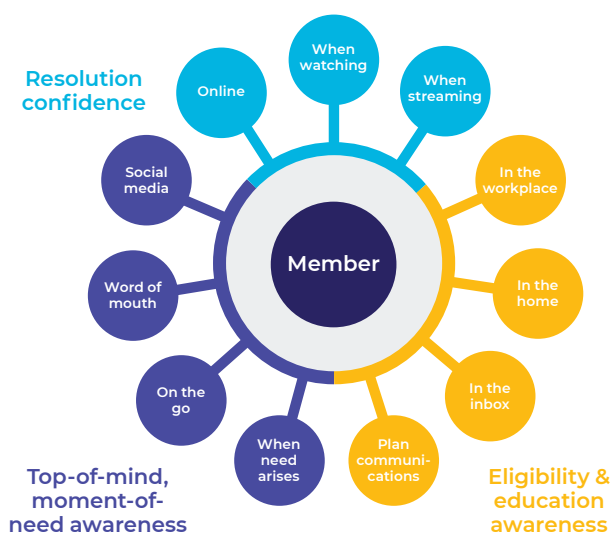 When
watching
Online
When
streaming
Resolution
confidence
Social
media
In the
workplace
Member
Word of
mouth
In the
home
On the
go
In the
inbox
When
need
arises
Plan
communi-
cations
Top-of-mind,
moment-of-
need awareness
Eligibility &
education
awareness